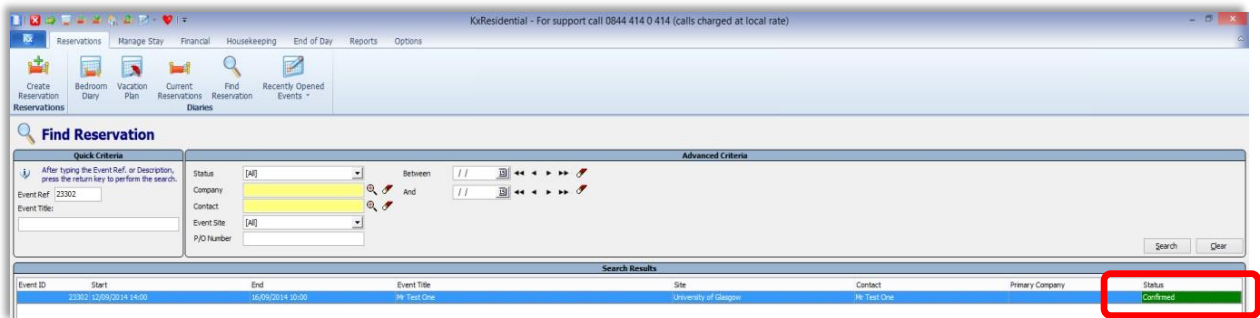 KxResidential - For support call 0844 414 0 414 (calls charged at local rate)
Reservations Manage Stay Financial Housekeeping End of Day Reports Options
Create Reservation
Bedroom Diary
Vacation Plan
Current Reservations
Find Reservation
Recently Opened Events
Reservations Diaries
Find Reservation
Quick Criteria
After typing the Event Ref. or Description, press the return key to perform the search.
Event Ref 23302
Event Title:
Advanced Criteria
Status [All] Between / /
Company And / /
Contact
Event Site [All]
P/O Number
Search Clear
Search Results
Event ID Start End Event Title Site Contact Primary Company Status
23302 12/09/2014 14:00 16/09/2014 10:00 Mr Test One University of Glasgow Mr Test One Confirmed